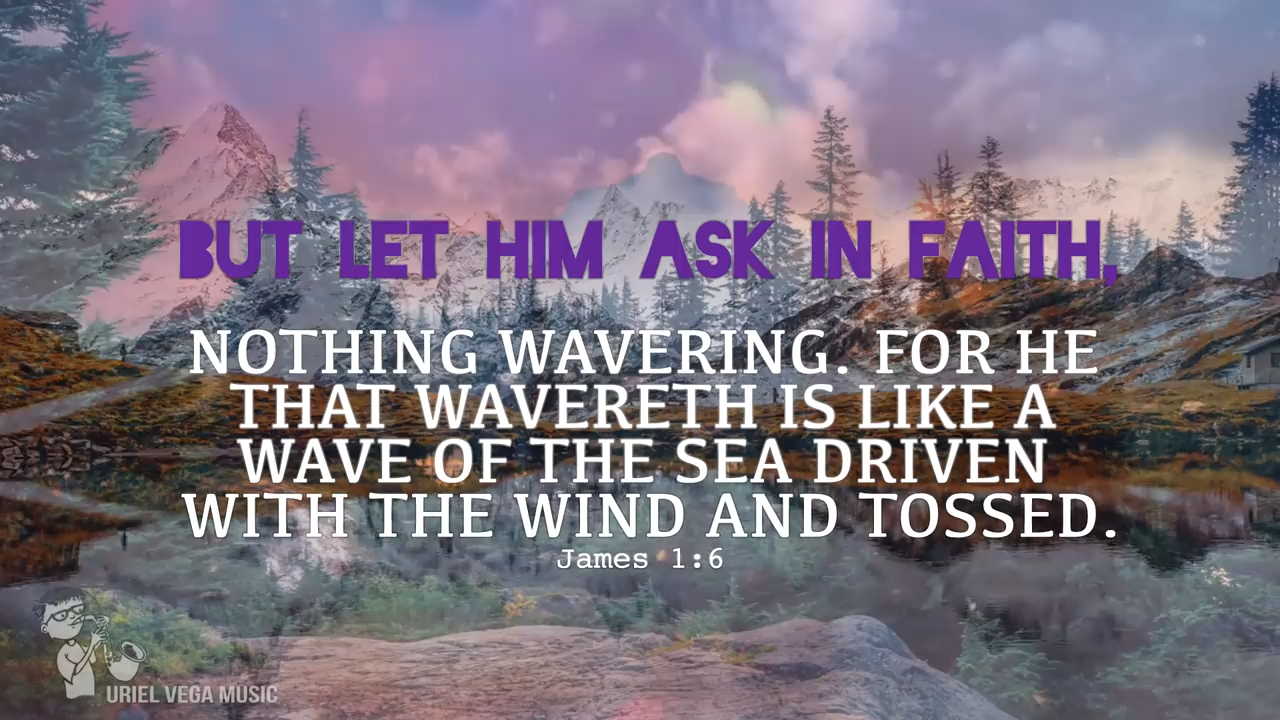 BUT LET HIM ASK IN FAITH,
NOTHING WAVERING. FOR HE
THAT WAVERETH IS LIKE A
WAVE OF THE SEA DRIVEN
WITH THE WIND AND TOSSED.
James 1:6
URIEL VEGA MUSIC